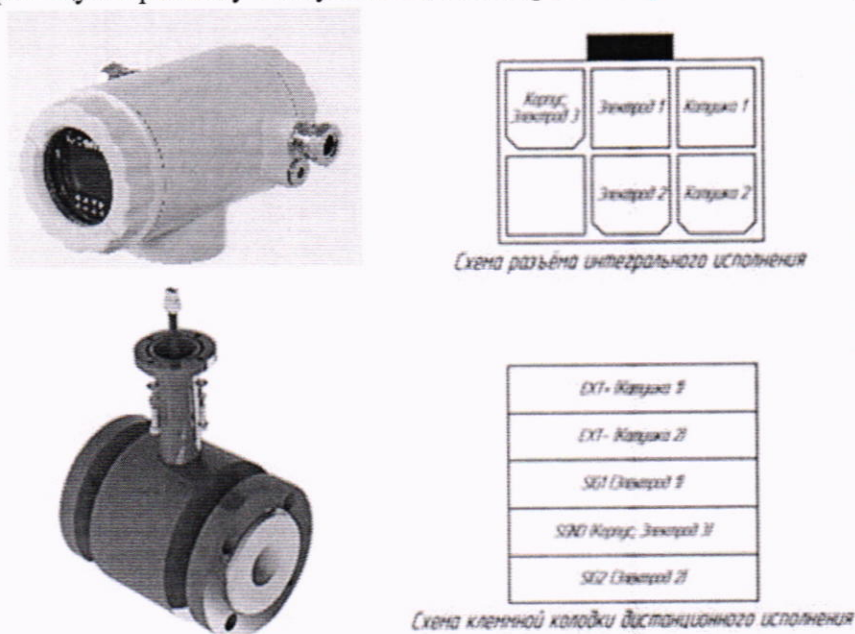 Корпус,
Электрод 3
Электрод 1
Катушка 1
Электрод 2
Катушка 2
Схема разъёма интегрального исполнения
EXT+ (Катушка 1)
EXT- (Катушка 2)
SIG1 (Электрод 1)
SGND (Корпус, Электрод 3)
SIG2 (Электрод 2)
Схема клеммной колодки дистанционного исполнения